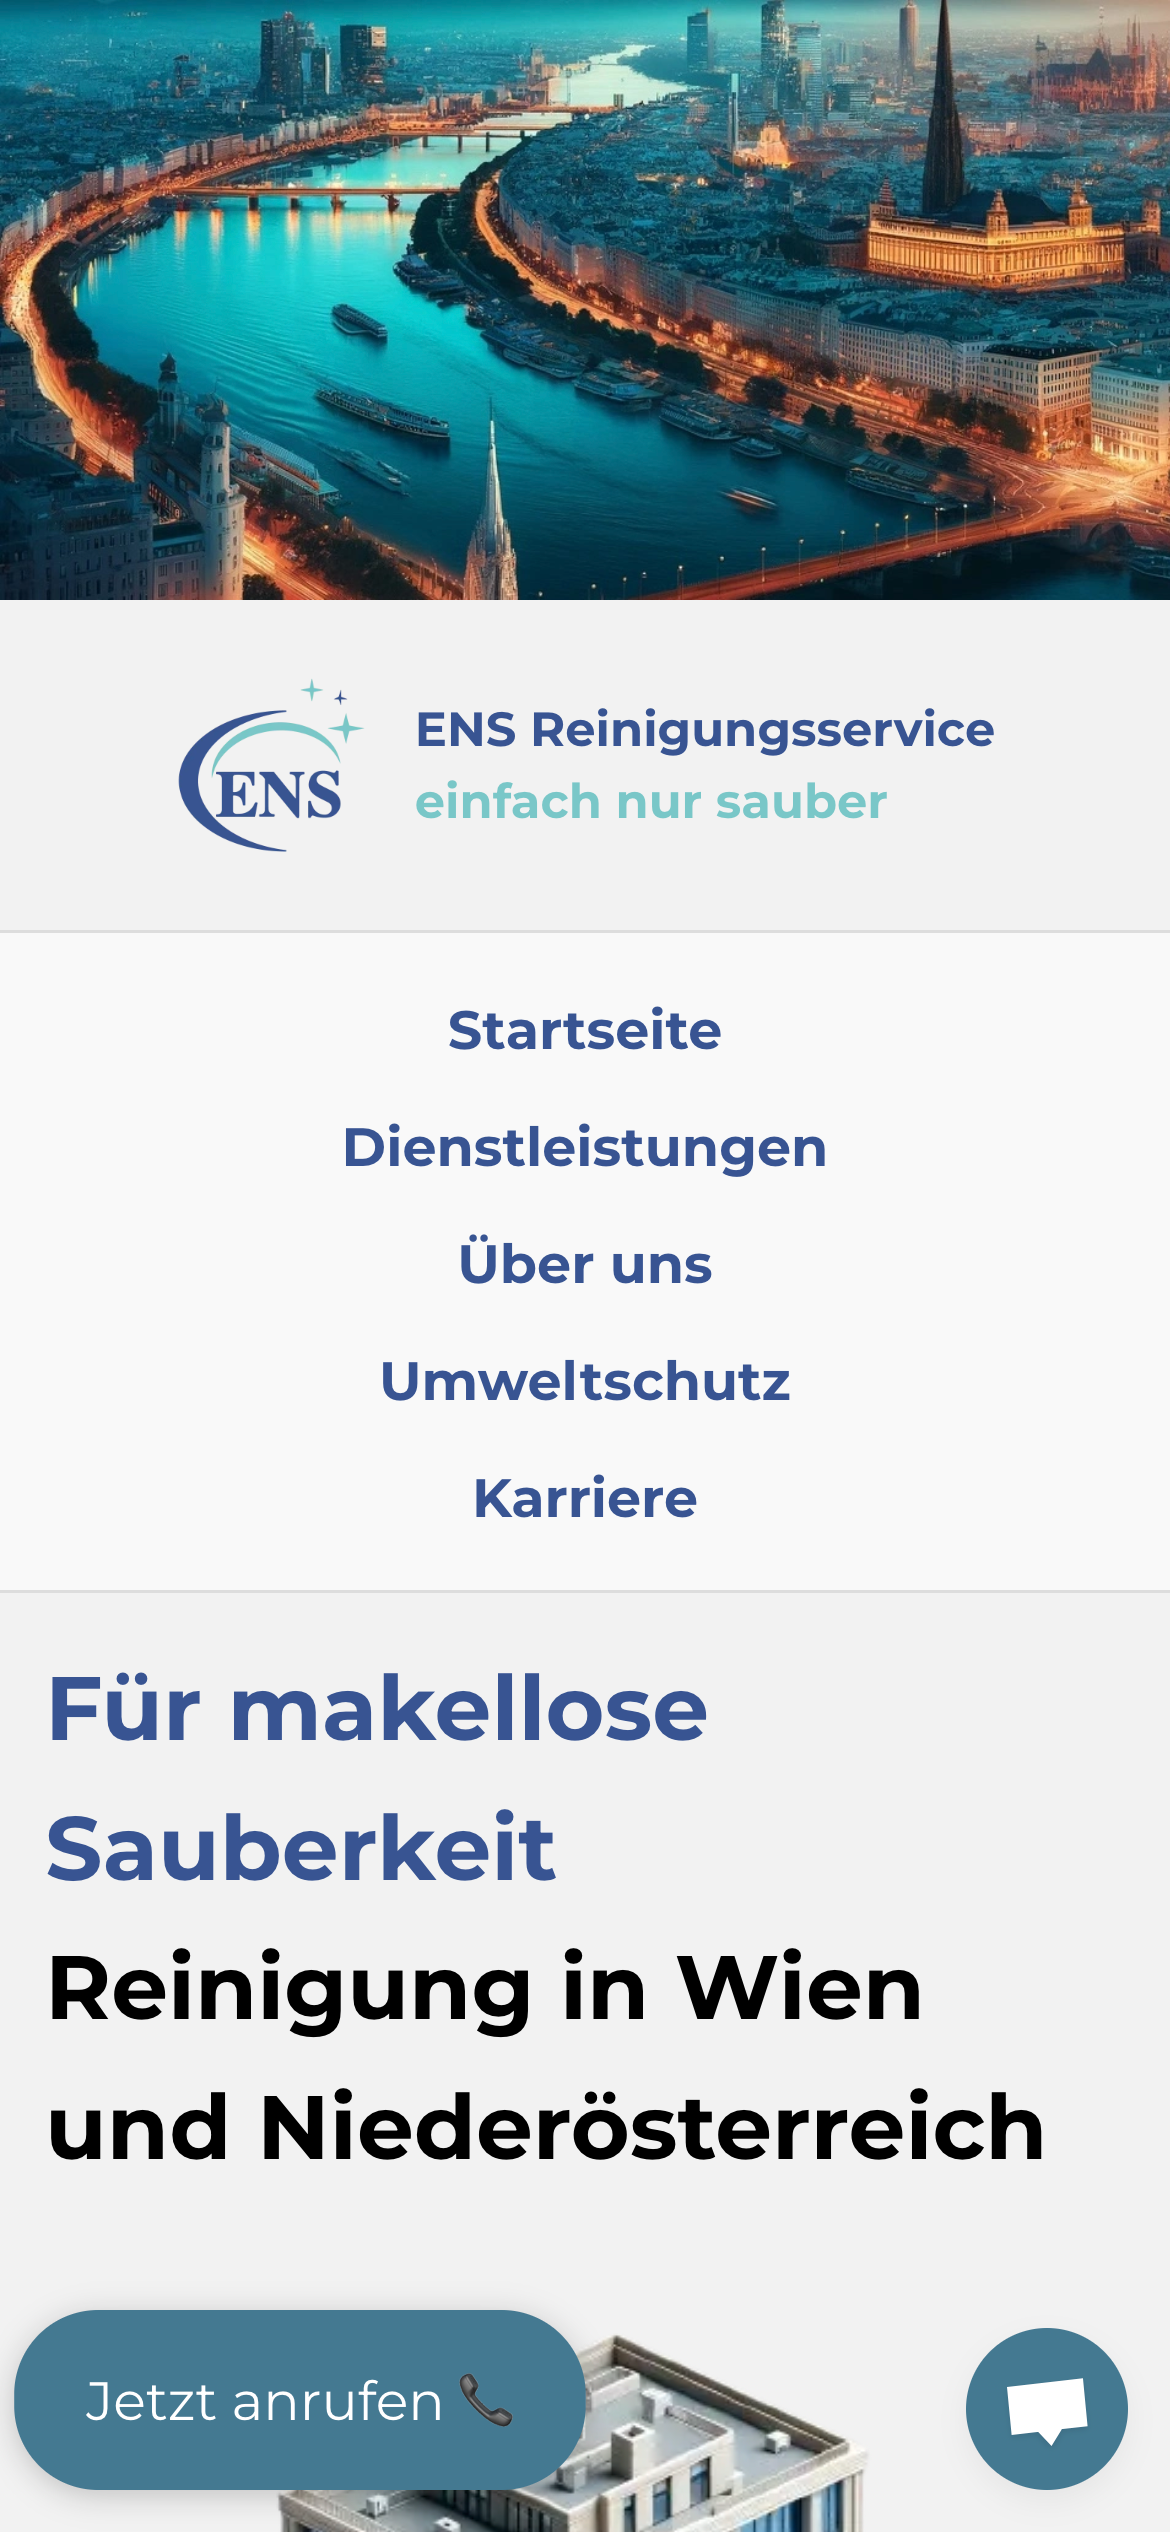 ENS
ENS Reinigungsservice
einfach nur sauber
Startseite
Dienstleistungen
Über uns
Umweltschutz
Karriere
Für makellose
Sauberkeit
Reinigung in Wien
und Niederösterreich
Jetzt anrufen 📞